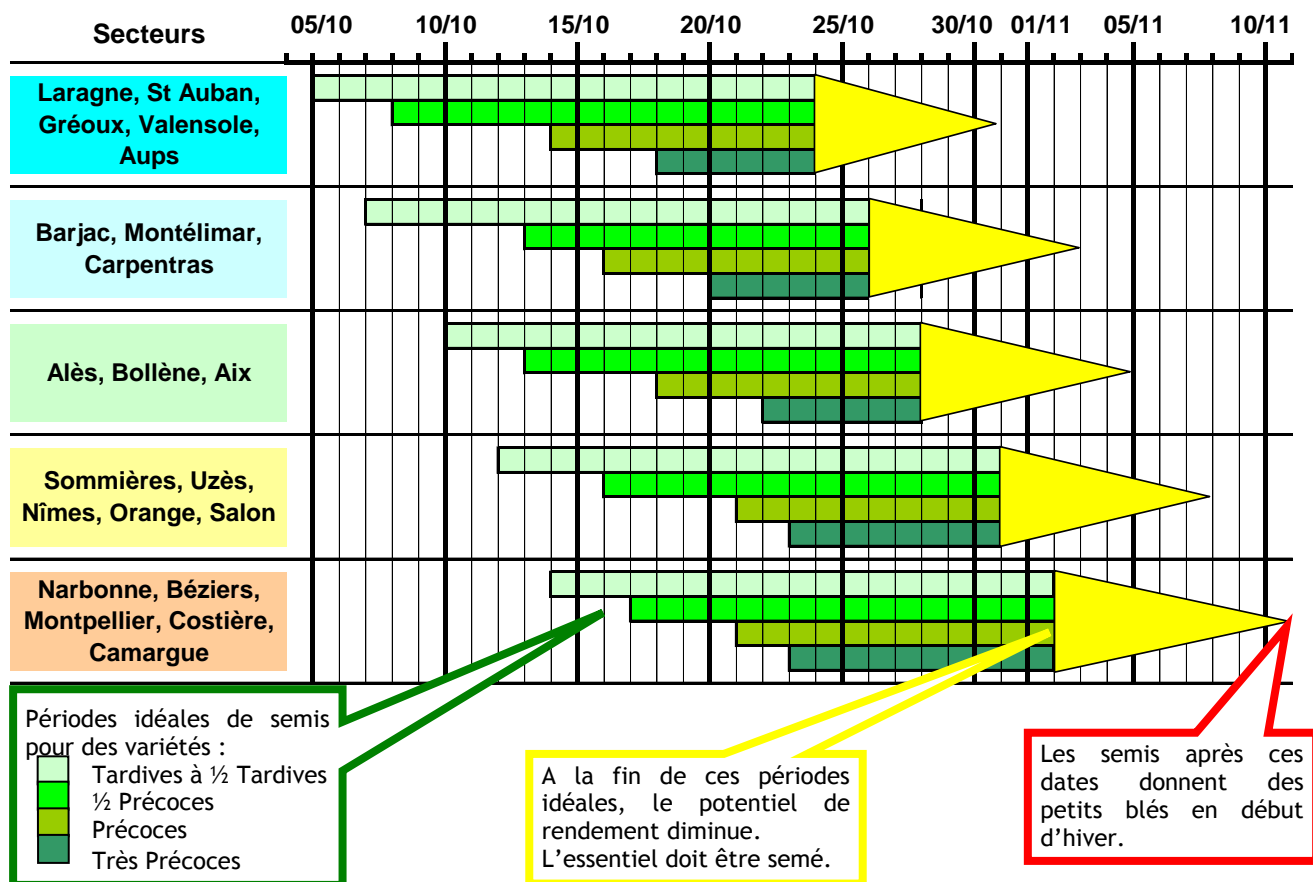 Secteurs
05/10 10/10 15/10 20/10 25/10 30/10 01/11 05/11 10/11
Laragne, St Auban,
Gréoux, Valensole,
Aups
Barjac, Montélimar,
Carpentras
Alès, Bollène, Aix
Sommières, Uzès,
Nîmes, Orange, Salon
Narbonne, Béziers,
Montpellier, Costière,
Camargue
Périodes idéales de semis
pour des variétés :
Tardives à ½ Tardives
½ Précoces
Précoces
Très Précoces
A la fin de ces périodes
idéales, le potentiel de
rendement diminue.
L'essentiel doit être semé.
Les semis après ces
dates donnent des
petits blés en début
d'hiver.